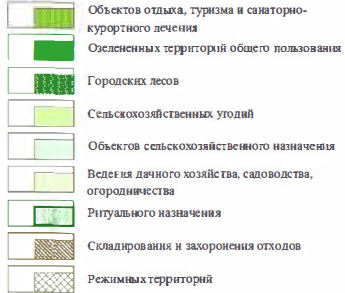 Объектов отдыха, туризма и санаторно-
курортного лечения
Озелененных территорий общего пользования
Городских лесов
Сельскохозяйственных угодий
Объектов сельскохозяйственного назначения
Ведения дачного хозяйства, садоводства,
огородничества
Ритуального назначения
Складирования и захоронения отходов
Режимных территорий